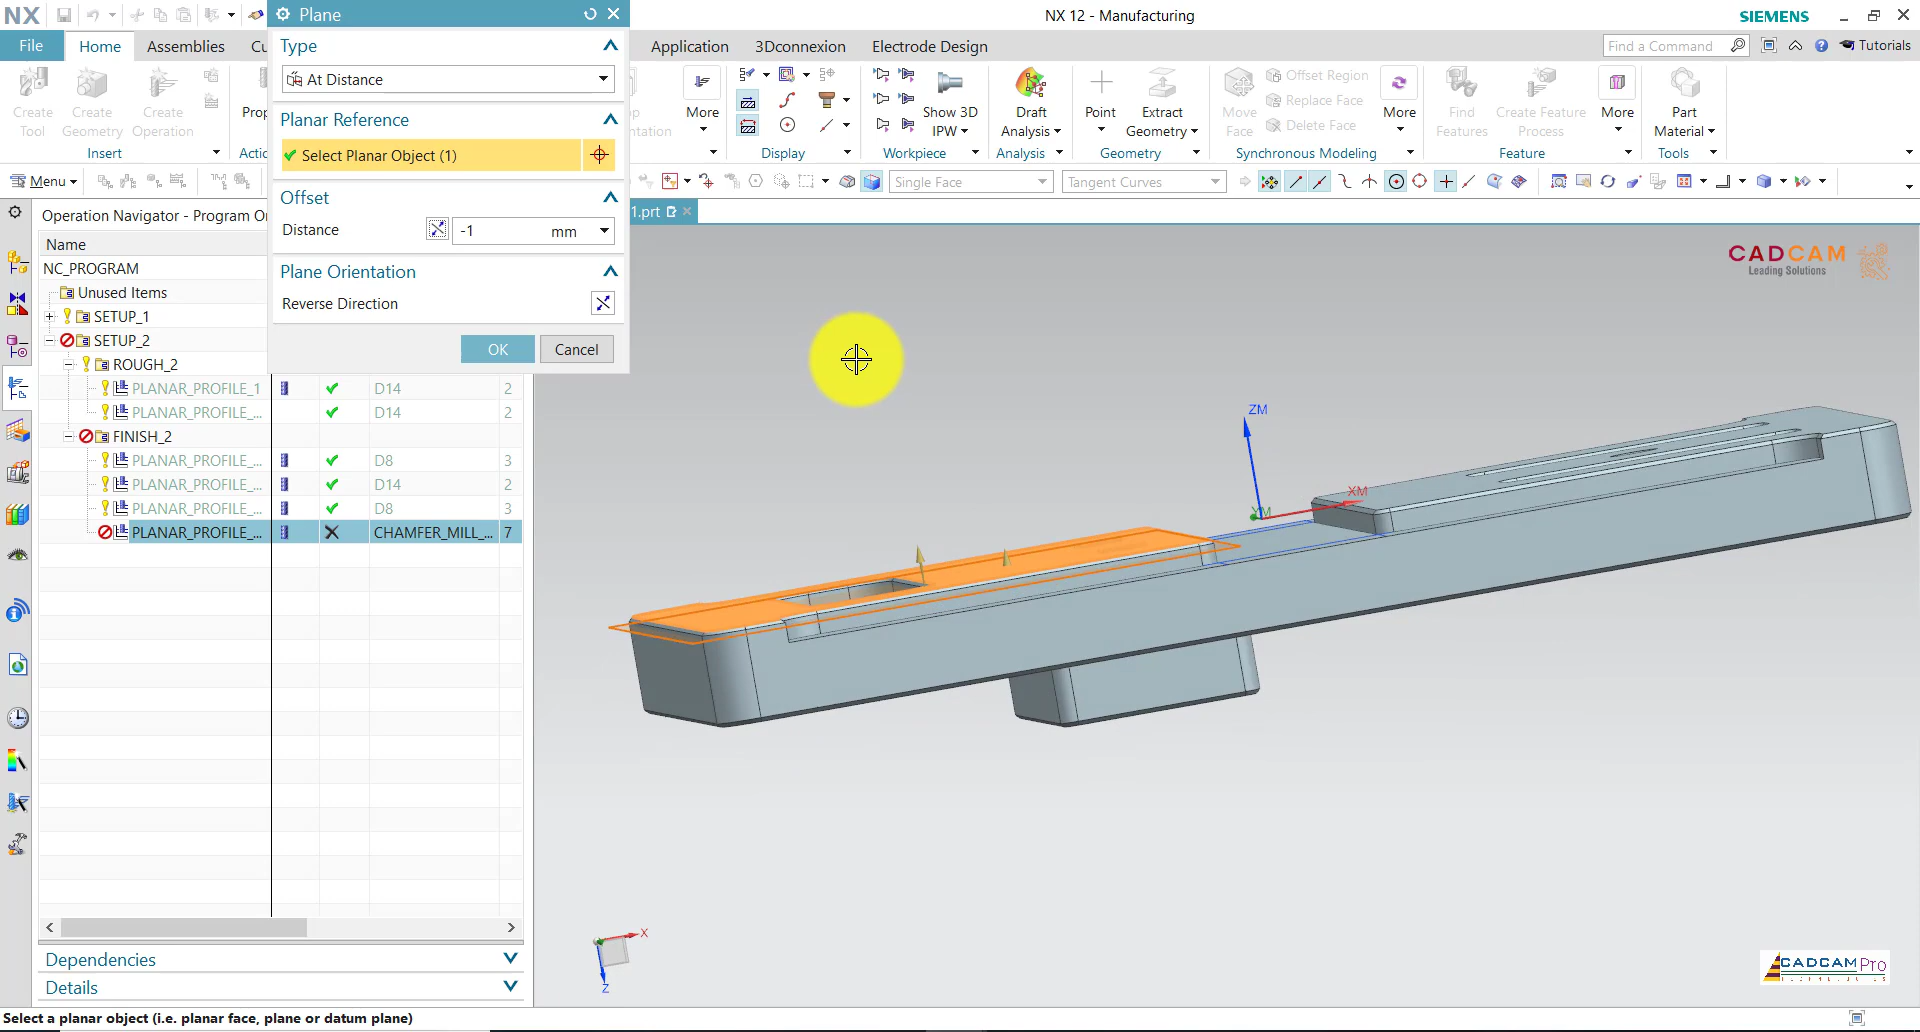 NX
Plane
NX 12 - Manufacturing
SIEMENS
File
Home
Assemblies
Cu
Application
3Dconnexion
Electrode Design
Find a Command
Tutorials
Type
At Distance
Planar Reference
Select Planar Object (1)
Offset
Distance
-1
mm
Plane Orientation
Reverse Direction
OK
Cancel
Create
Tool
Create
Geometry
Create
Operation
Insert
Prop
Actio
More
Display
Show 3D
IPW
Workpiece
Draft
Analysis
Analysis
Point
Extract
Geometry
Geometry
Move
Face
Offset Region
Replace Face
Delete Face
More
Synchronous Modeling
Find
Features
Create Feature
Process
More
Feature
Part
Material
Tools
Menu
Single Face
Tangent Curves
1.prt
Operation Navigator - Program O
Name
NC_PROGRAM
Unused Items
SETUP_1
SETUP_2
ROUGH_2
PLANAR_PROFILE_1 D14 2
PLANAR_PROFILE_... D14 2
FINISH_2
PLANAR_PROFILE_... D8 3
PLANAR_PROFILE_... D14 2
PLANAR_PROFILE_... D8 3
PLANAR_PROFILE_... CHAMFER_MILL_... 7
Dependencies
Details
CADCAM
Leading Solutions
ZM
XM
YM
X
Z
CADCAM Pro
Select a planar object (i.e. planar face, plane or datum plane)